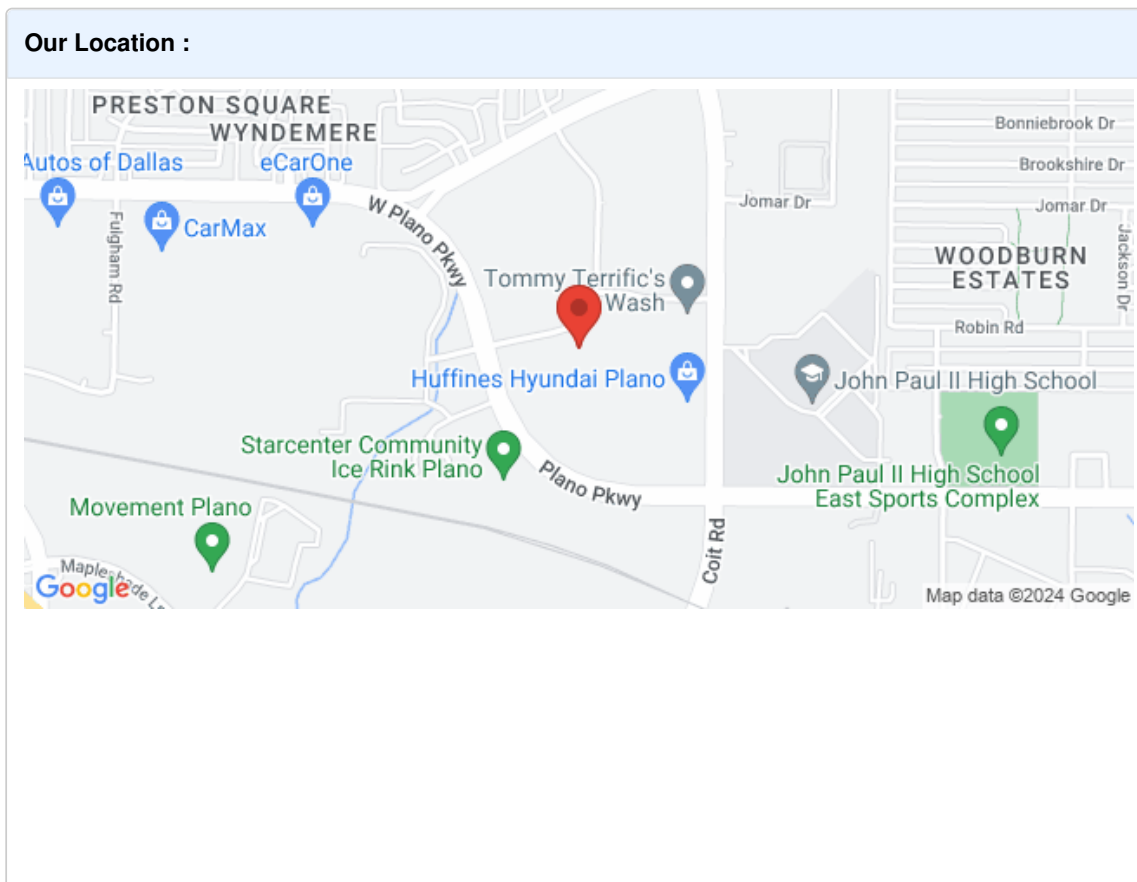 Our Location :
PRESTON SQUARE
WYNDEMERE
Autos of Dallas
eCarOne
CarMax
Fulgham Rd
W Plano Pkwy
Tommy Terrific's
Wash
Huffines Hyundai Plano
Starcenter Community
Ice Rink Plano
Plano Pkwy
Movement Plano
Mapleshade Ln
Coit Rd
Jomar Dr
Bonniebrook Dr
Brookshire Dr
Jomar Dr
Jackson Dr
WOODBURN
ESTATES
Robin Rd
John Paul II High School
John Paul II High School
East Sports Complex
Google
Map data ©2024 Google